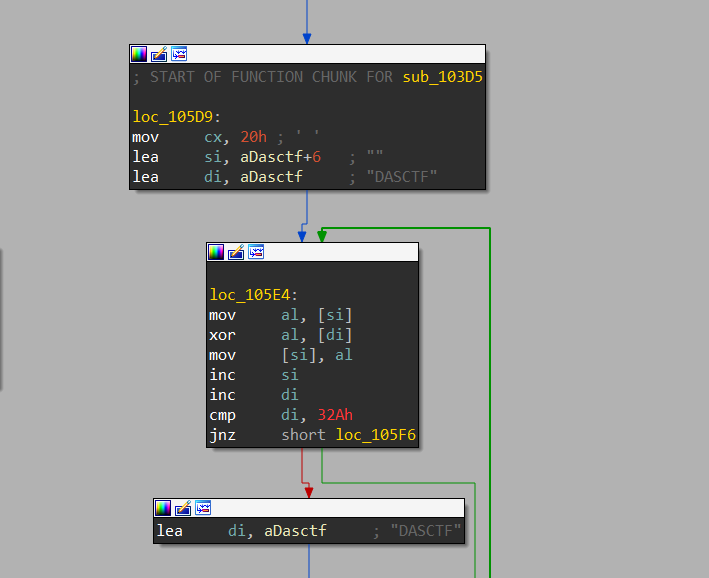 ; START OF FUNCTION CHUNK FOR sub_103D5
loc_105D9:
mov cx, 20h ; ' '
lea si, aDasctf+6 ; ""
lea di, aDasctf ; "DASCTF"
loc_105E4:
mov al, [si]
xor al, [di]
mov [si], al
inc si
inc di
cmp di, 32Ah
jnz short loc_105F6
lea di, aDasctf ; "DASCTF"